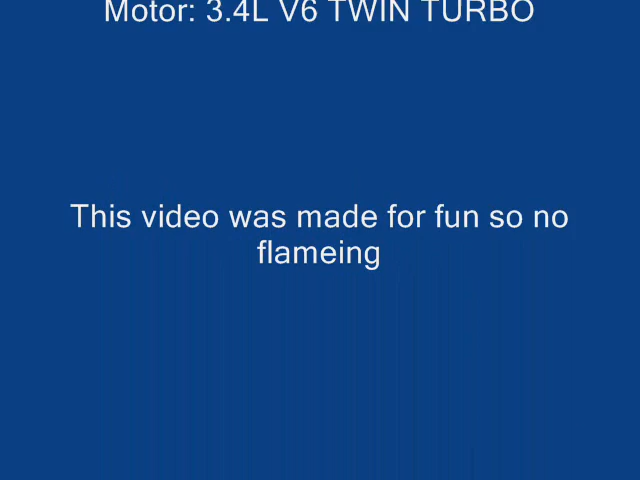 Motor: 3.4L V6 TWIN TURBO
This video was made for fun so no
flameing